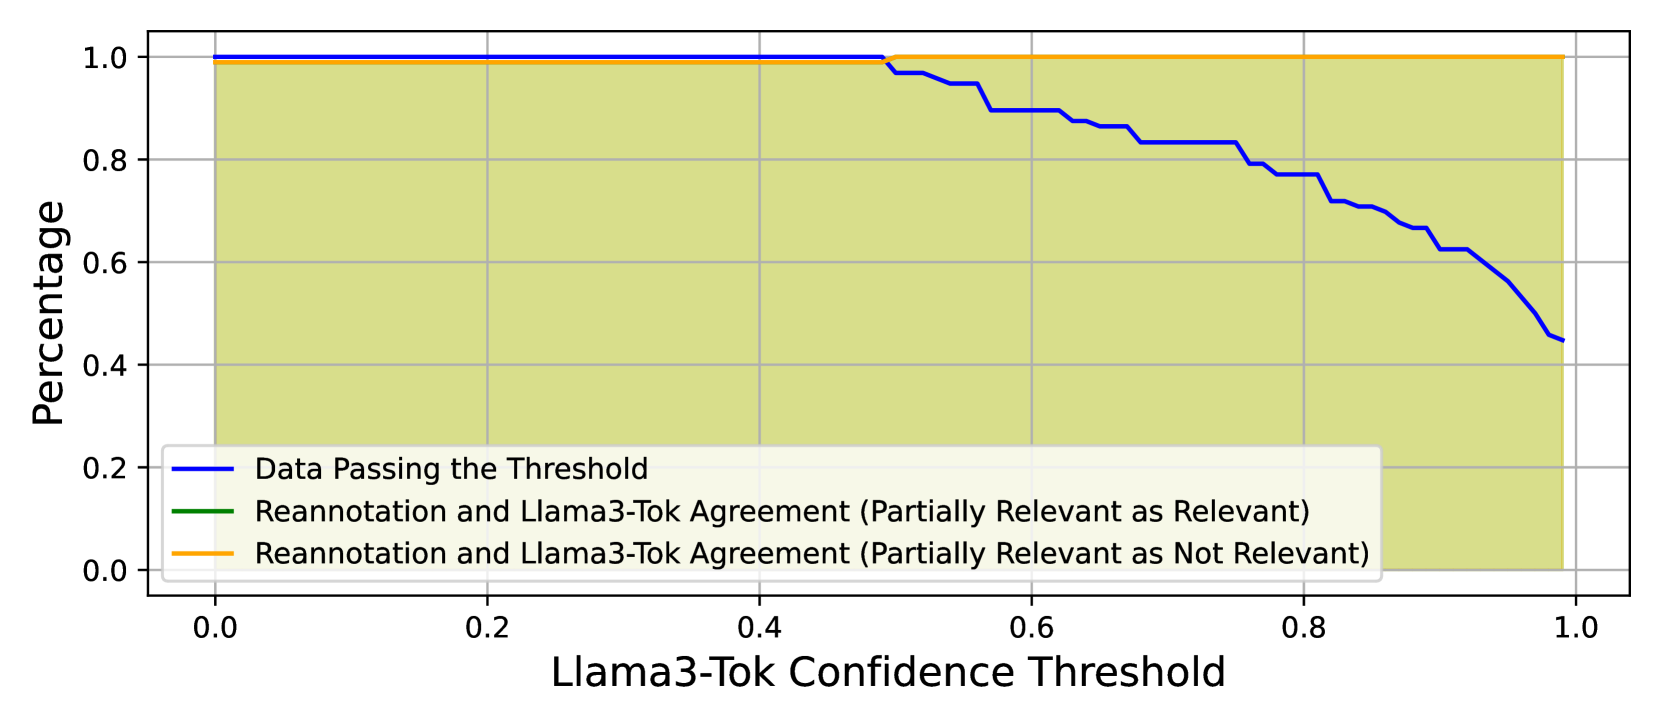 1.0
0.8
0.6
0.4
0.2
0.0
Percentage
Data Passing the Threshold
Reannotation and Llama3-Tok Agreement (Partially Relevant as Relevant)
Reannotation and Llama3-Tok Agreement (Partially Relevant as Not Relevant)
0.0 0.2 0.4 0.6 0.8 1.0
Llama3-Tok Confidence Threshold